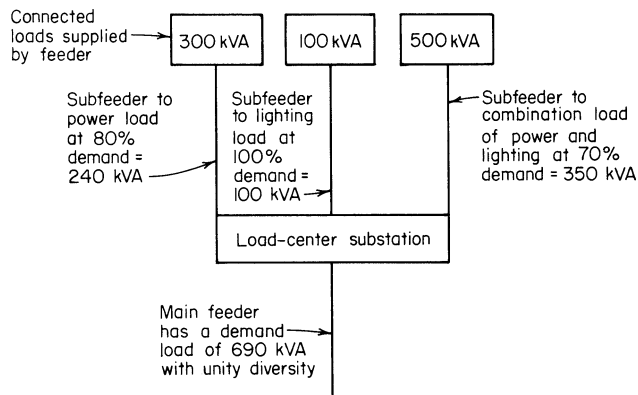 Connected
loads supplied
by feeder
300 kVA
100 kVA
500 kVA
Subfeeder to
power load
at 80%
demand =
240 kVA
Subfeeder
to lighting
load at
100%
demand =
100 kVA
Subfeeder to
combination load
of power and
lighting at 70%
demand = 350 kVA
Load-center substation
Main feeder
has a demand
load of 690 kVA
with unity diversity